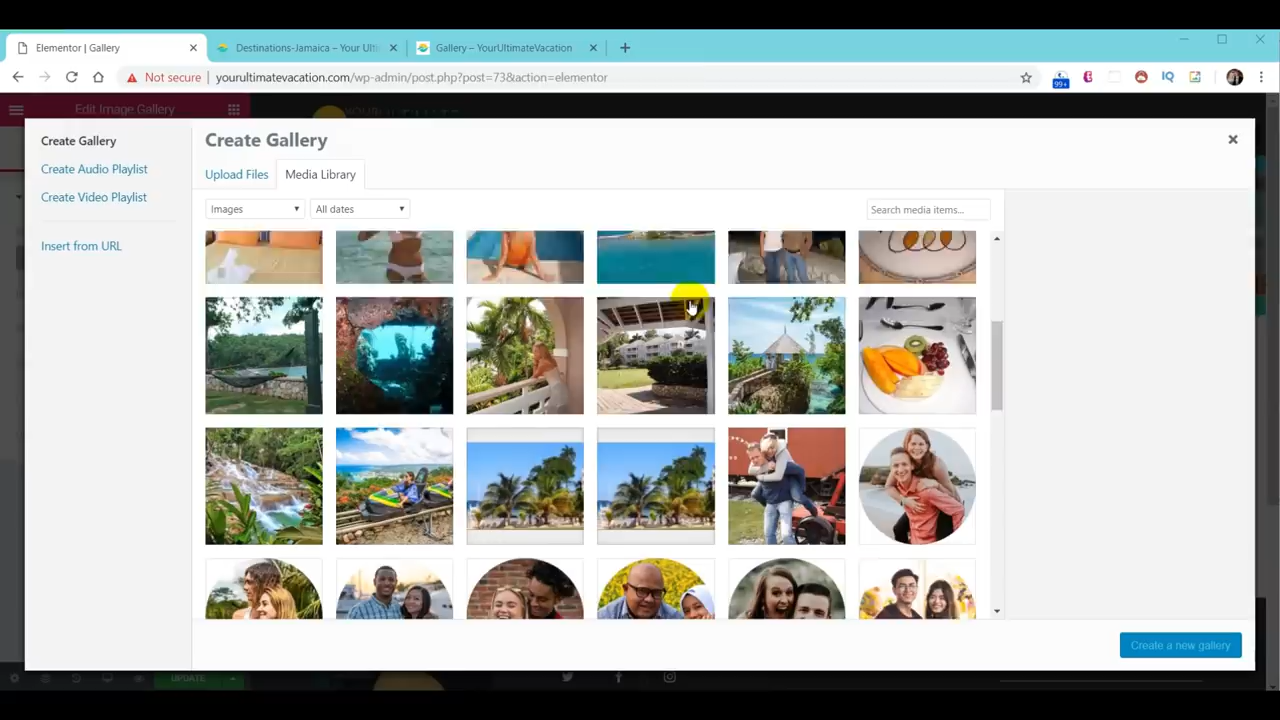 Elementor | Gallery
Destinations-Jamaica – Your Ulti
Gallery – YourUltimateVacation
Not secure
yourultimatevacation.com/wp-admin/post.php?post=73&action=elementor
99+
IQ
Edit Image Gallery
Create Gallery
Create Audio Playlist
Create Video Playlist
Insert from URL
Create Gallery
Upload Files
Media Library
Images
All dates
Search media items...
Create a new gallery
UPDATE